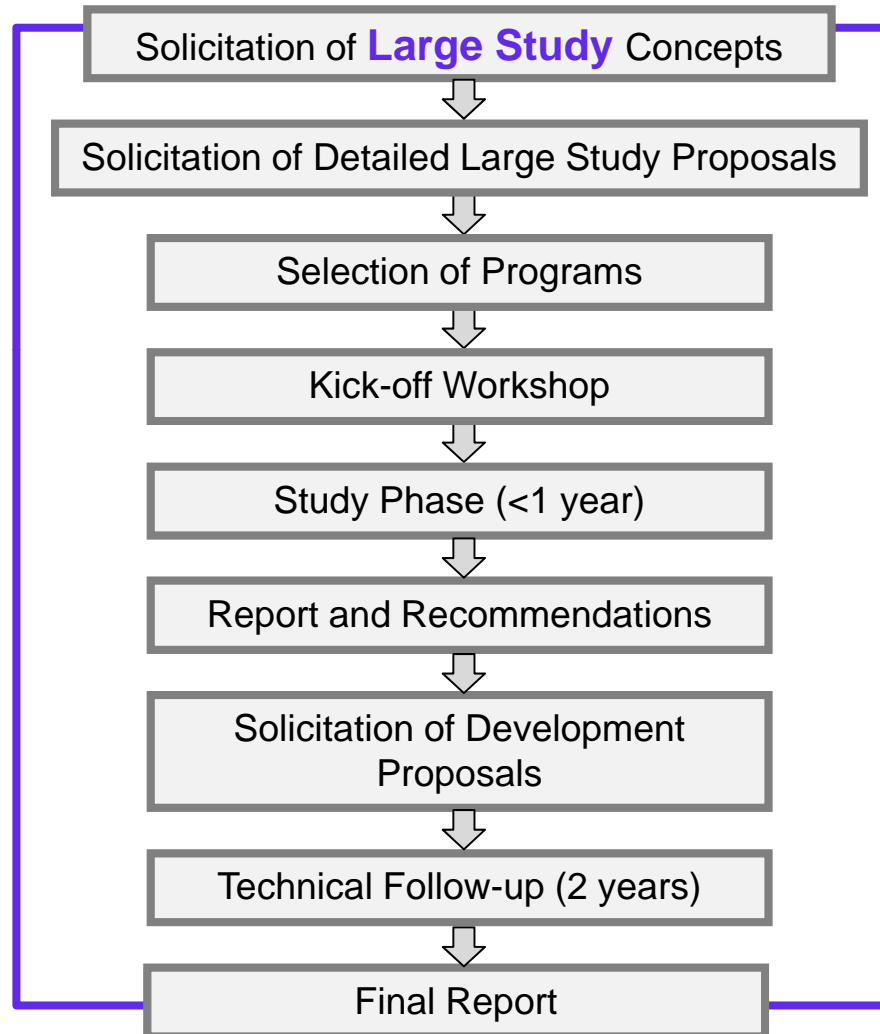 Solicitation of Large Study Concepts
Solicitation of Detailed Large Study Proposals
Selection of Programs
Kick-off Workshop
Study Phase (<1 year)
Report and Recommendations
Solicitation of Development
Proposals
Technical Follow-up (2 years)
Final Report